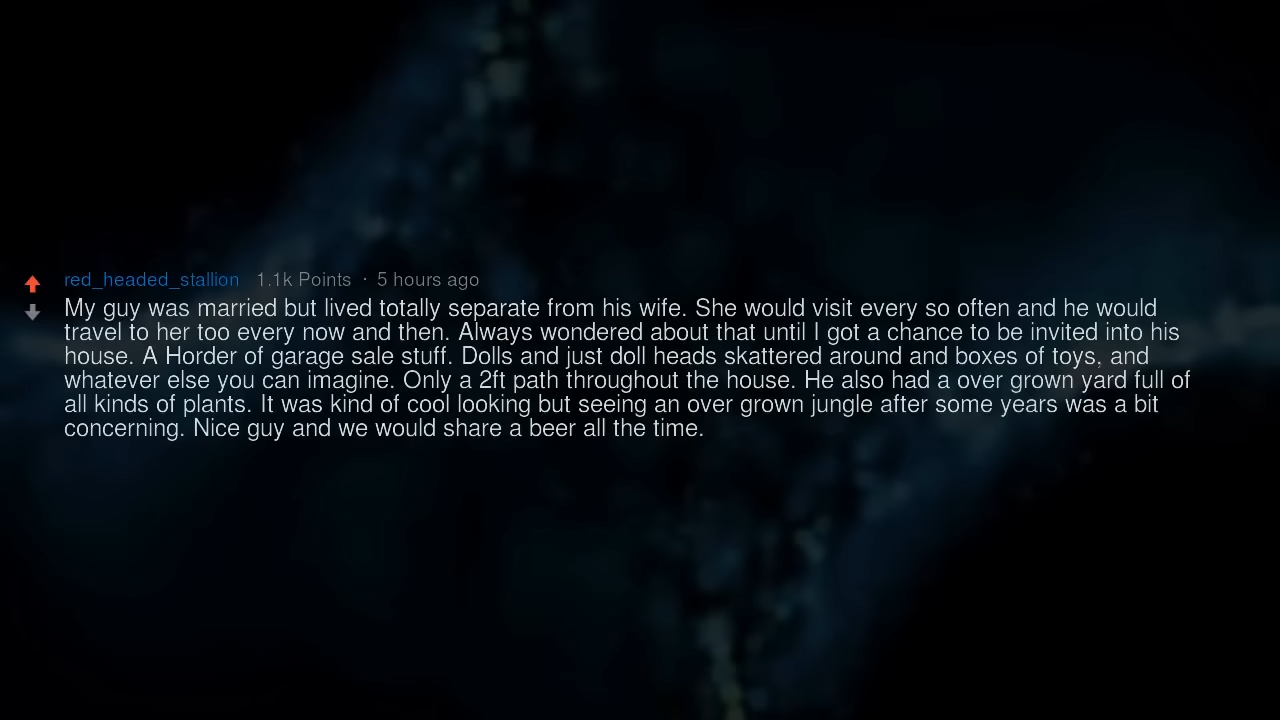 red_headed_stallion 1.1k Points · 5 hours ago
My guy was married but lived totally separate from his wife. She would visit every so often and he would
travel to her too every now and then. Always wondered about that until I got a chance to be invited into his
house. A Horder of garage sale stuff. Dolls and just doll heads skattered around and boxes of toys, and
whatever else you can imagine. Only a 2ft path throughout the house. He also had a over grown yard full of
all kinds of plants. It was kind of cool looking but seeing an over grown jungle after some years was a bit
concerning. Nice guy and we would share a beer all the time.